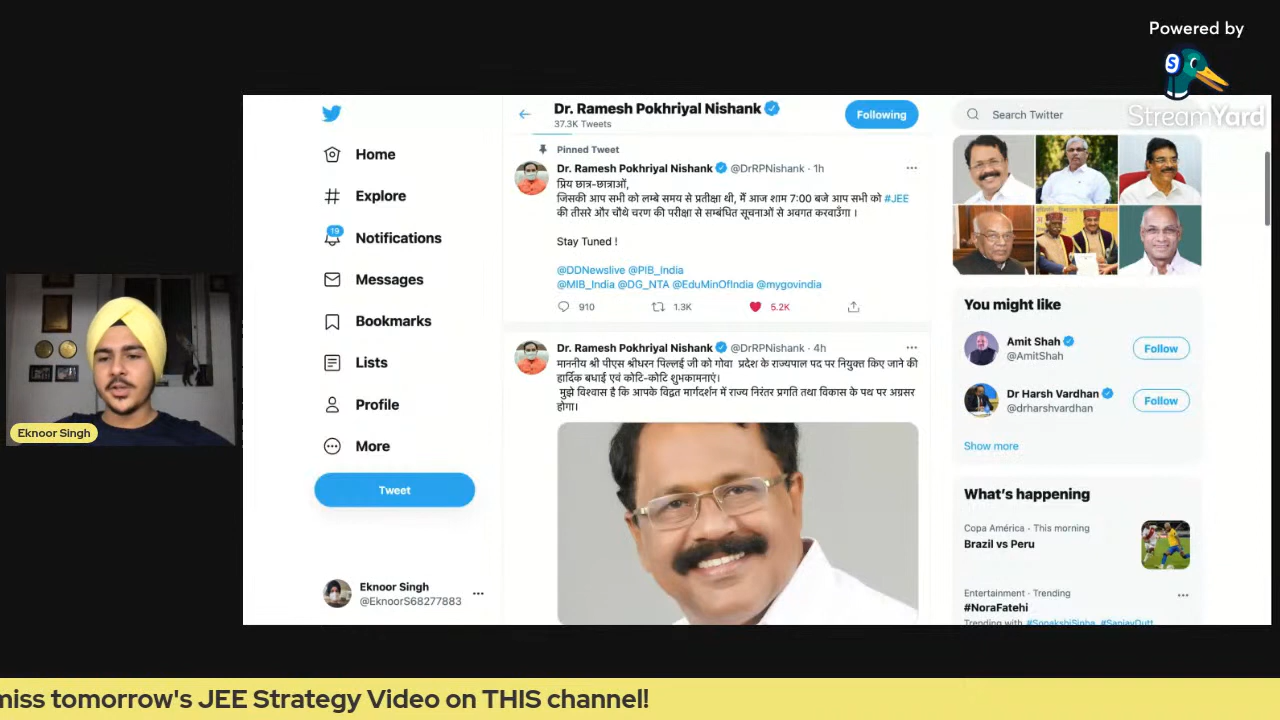 Powered by
StreamYard
Dr. Ramesh Pokhriyal Nishank
37.3K Tweets
Following
Search Twitter
Home
Explore
19
Notifications
Messages
Bookmarks
Lists
Profile
More
Tweet
Eknoor Singh
@EknoorS68277883
Pinned Tweet
Dr. Ramesh Pokhriyal Nishank @DrRPNishank · 1h
प्रिय छात्र-छात्राओं,
जिसकी आप सभी को लम्बे समय से प्रतीक्षा थी, मैं आज शाम 7:00 बजे आप सभी को #JEE
की तीसरे और चौथे चरण की परीक्षा से सम्बंधित सूचनाओं से अवगत करवाऊँगा ।
Stay Tuned !
@DDNewslive @PIB_India
@MIB_India @DG_NTA @EduMinOfIndia @mygovindia
910 1.3K 5.2K
Dr. Ramesh Pokhriyal Nishank @DrRPNishank · 4h
माननीय श्री पीएस श्रीधरन पिल्लई जी को गोवा प्रदेश के राज्यपाल पद पर नियुक्त किए जाने की
हार्दिक बधाई एवं कोटि-कोटि शुभकामनाएं।
मुझे विश्वास है कि आपके विद्वत मार्गदर्शन में राज्य निरंतर प्रगति तथा विकास के पथ पर अग्रसर
होगा।
You might like
Amit Shah
@AmitShah
Follow
Dr Harsh Vardhan
@drharshvardhan
Follow
Show more
What's happening
Copa América · This morning
Brazil vs Peru
Entertainment · Trending
#NoraFatehi
Trending with #SonakshiSinha, #SanjayDutt
Eknoor Singh
miss tomorrow's JEE Strategy Video on THIS channel!